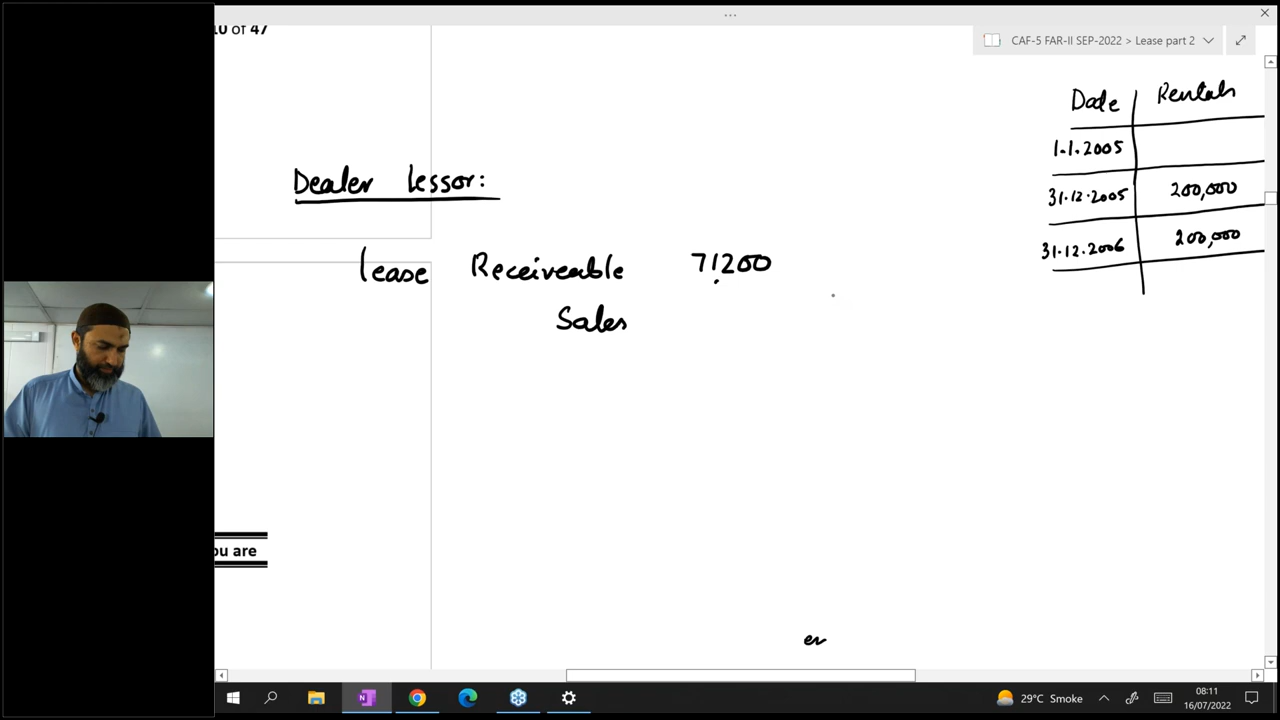 10 of 47
CAF-5 FAR-II SEP-2022 > Lease part 2
Date Rentals
1.1.2005
31.12.2005 200,000
31.12.2006 200,000
Dealer lessor:
lease Receiveable 71200
Sales
ou are
29°C Smoke
08:11
16/07/2022